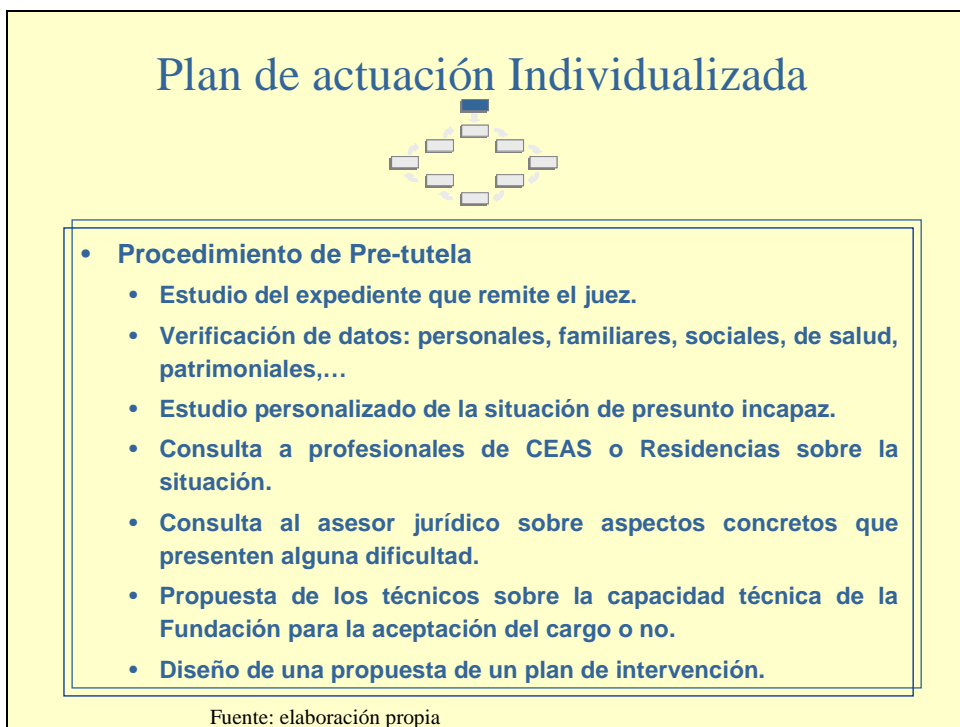 Plan de actuación Individualizada
• Procedimiento de Pre-tutela
• Estudio del expediente que remite el juez.
• Verificación de datos: personales, familiares, sociales, de salud,
patrimoniales,…
• Estudio personalizado de la situación de presunto incapaz.
• Consulta a profesionales de CEAS o Residencias sobre la
situación.
• Consulta al asesor jurídico sobre aspectos concretos que
presenten alguna dificultad.
• Propuesta de los técnicos sobre la capacidad técnica de la
Fundación para la aceptación del cargo o no.
• Diseño de una propuesta de un plan de intervención.
Fuente: elaboración propia